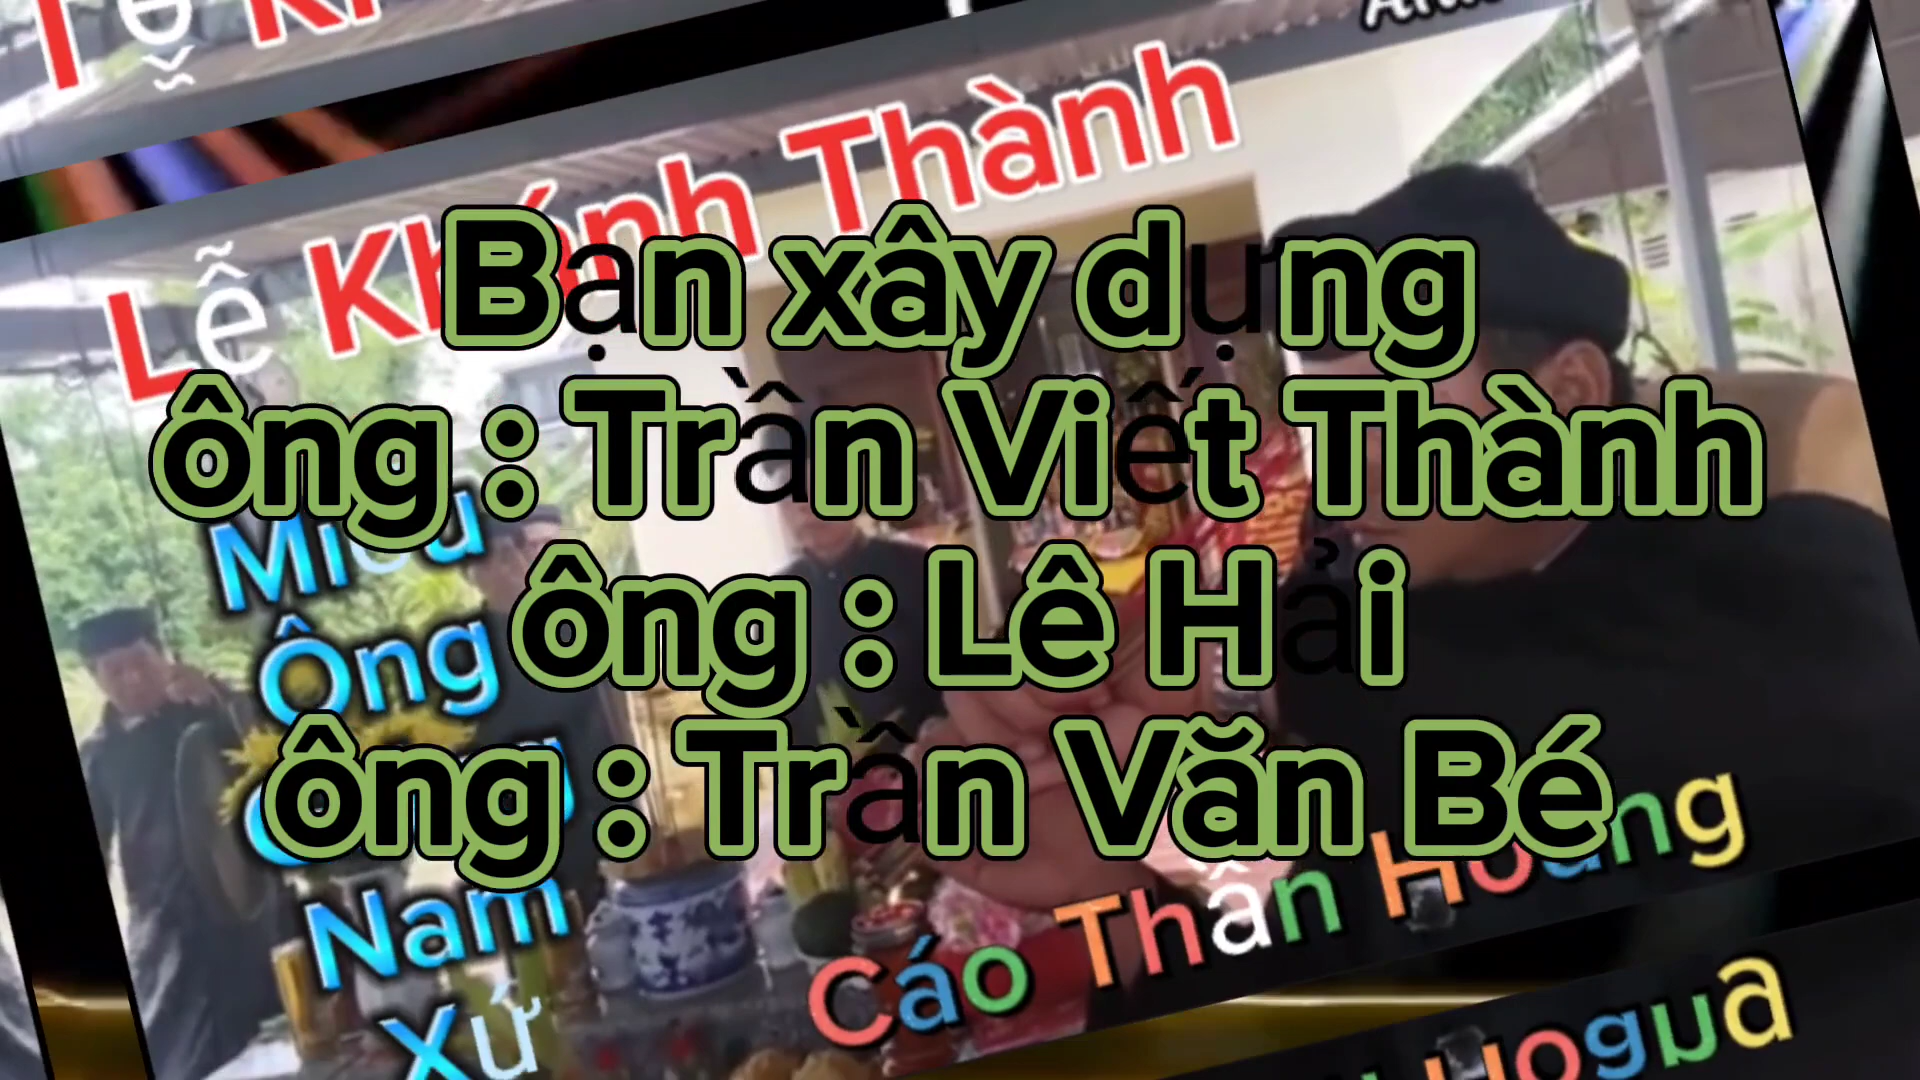 Lễ Khánh Thành
Bạn xây dựng
ông : Trần Viết Thành
ông : Lê Hải
ông : Trần Văn Bé
Miếu
Ông
Nam
Xứ
Cáo Thần Hoàng